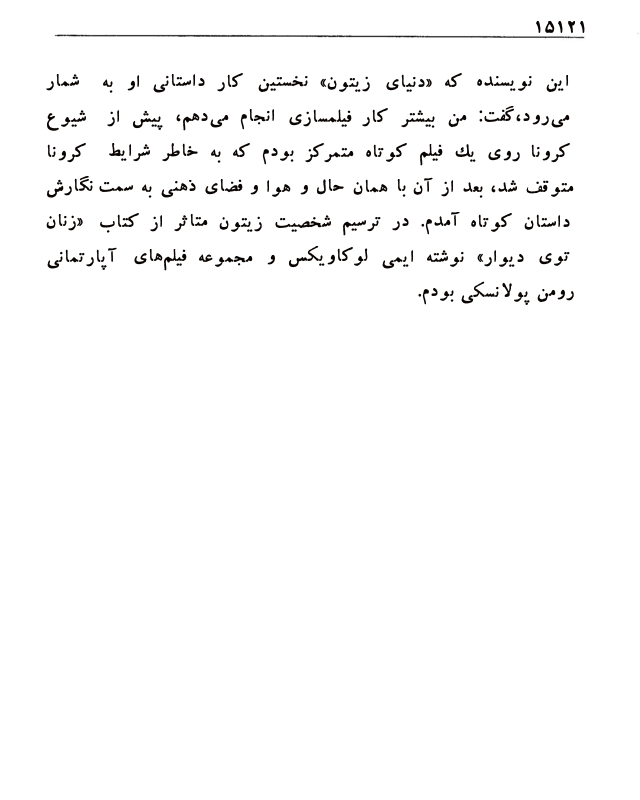 ۱۵۱۲۱
این نویسنده که «دنیای زیتون» نخستین کار داستانی او به شمار
می‌رود،گفت: من بیشتر کار فیلمسازی انجام می‌دهم، پیش از شیوع
کرونا روی یك فیلم کوتاه متمرکز بودم که به خاطر شرایط کرونا
متوقف شد، بعد از آن با همان حال و هوا و فضای ذهنی به سمت نگارش
داستان کوتاه آمدم. در ترسیم شخصیت زیتون متاثر از کتاب «زنان
توی دیوار» نوشته ایمی لوکاویکس و مجموعه فیلم‌های آپارتمانی
رومن پولانسکی بودم.